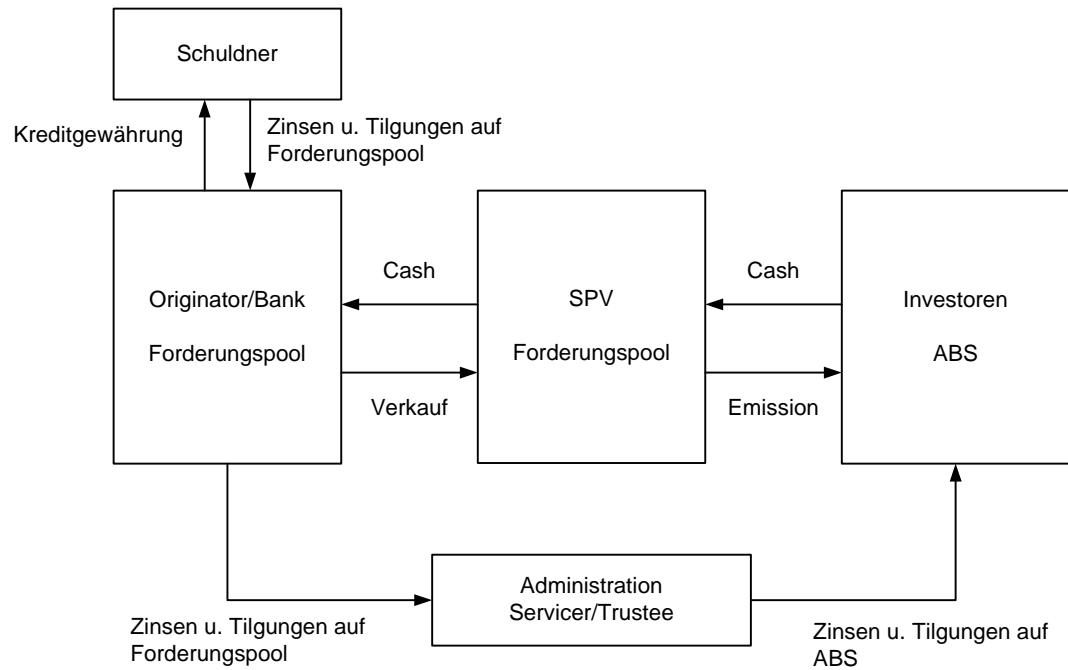 Schuldner
Kreditgewährung
Zinsen u. Tilgungen auf
Forderungspool
Originator/Bank
Forderungspool
Cash
Verkauf
SPV
Forderungspool
Cash
Emission
Investoren
ABS
Administration
Servicer/Trustee
Zinsen u. Tilgungen auf
Forderungspool
Zinsen u. Tilgungen auf
ABS